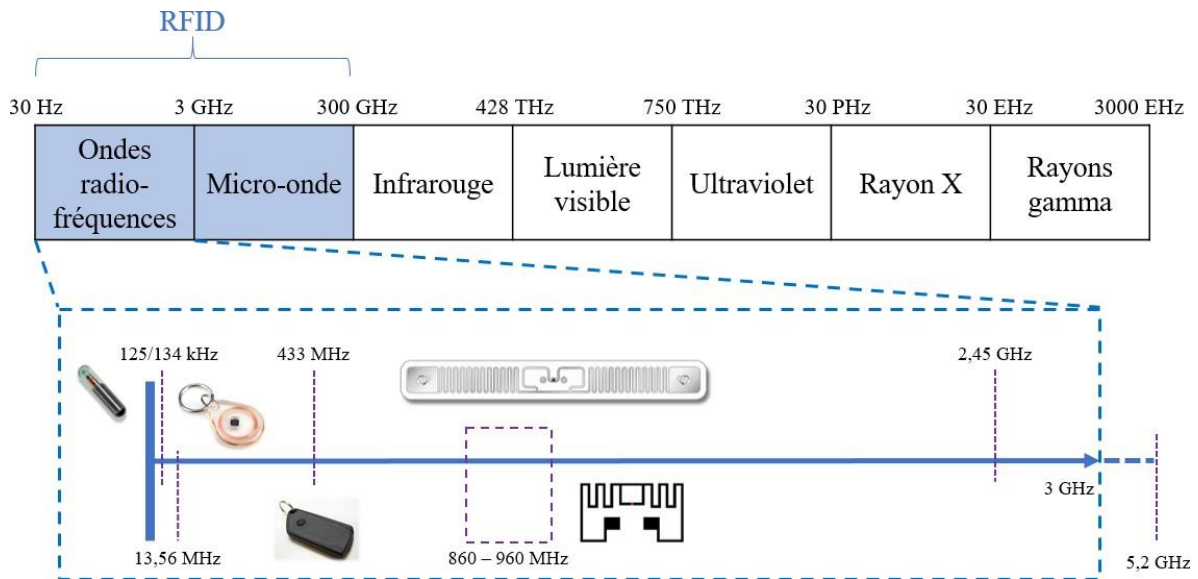 RFID
30 Hz 3 GHz 300 GHz 428 THz 750 THz 30 PHz 30 EHz 3000 EHz
Ondes
radio-
fréquences
Micro-onde
Infrarouge
Lumière
visible
Ultraviolet
Rayon X
Rayons
gamma
125/134 kHz 433 MHz 2,45 GHz
3 GHz
13,56 MHz 860 – 960 MHz 5,2 GHz